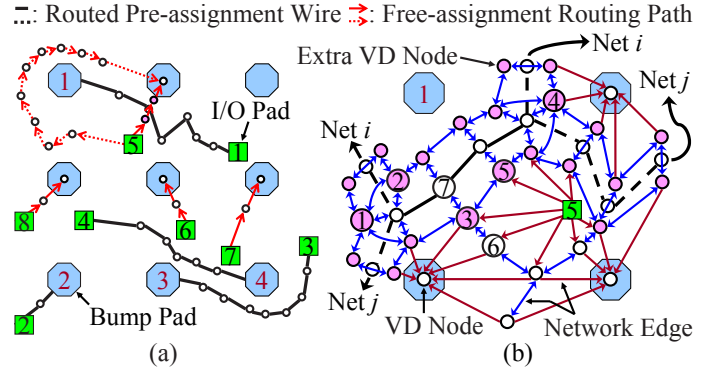 : Routed Pre-assignment Wire : Free-assignment Routing Path
1
I/O Pad
5
1
8
6
7
4
3
2
3
4
2
Bump Pad
(a)
Extra VD Node
Net i
Net j
1
4
Net i
2
7
5
1
3
5
6
Net j
VD Node
Network Edge
(b)